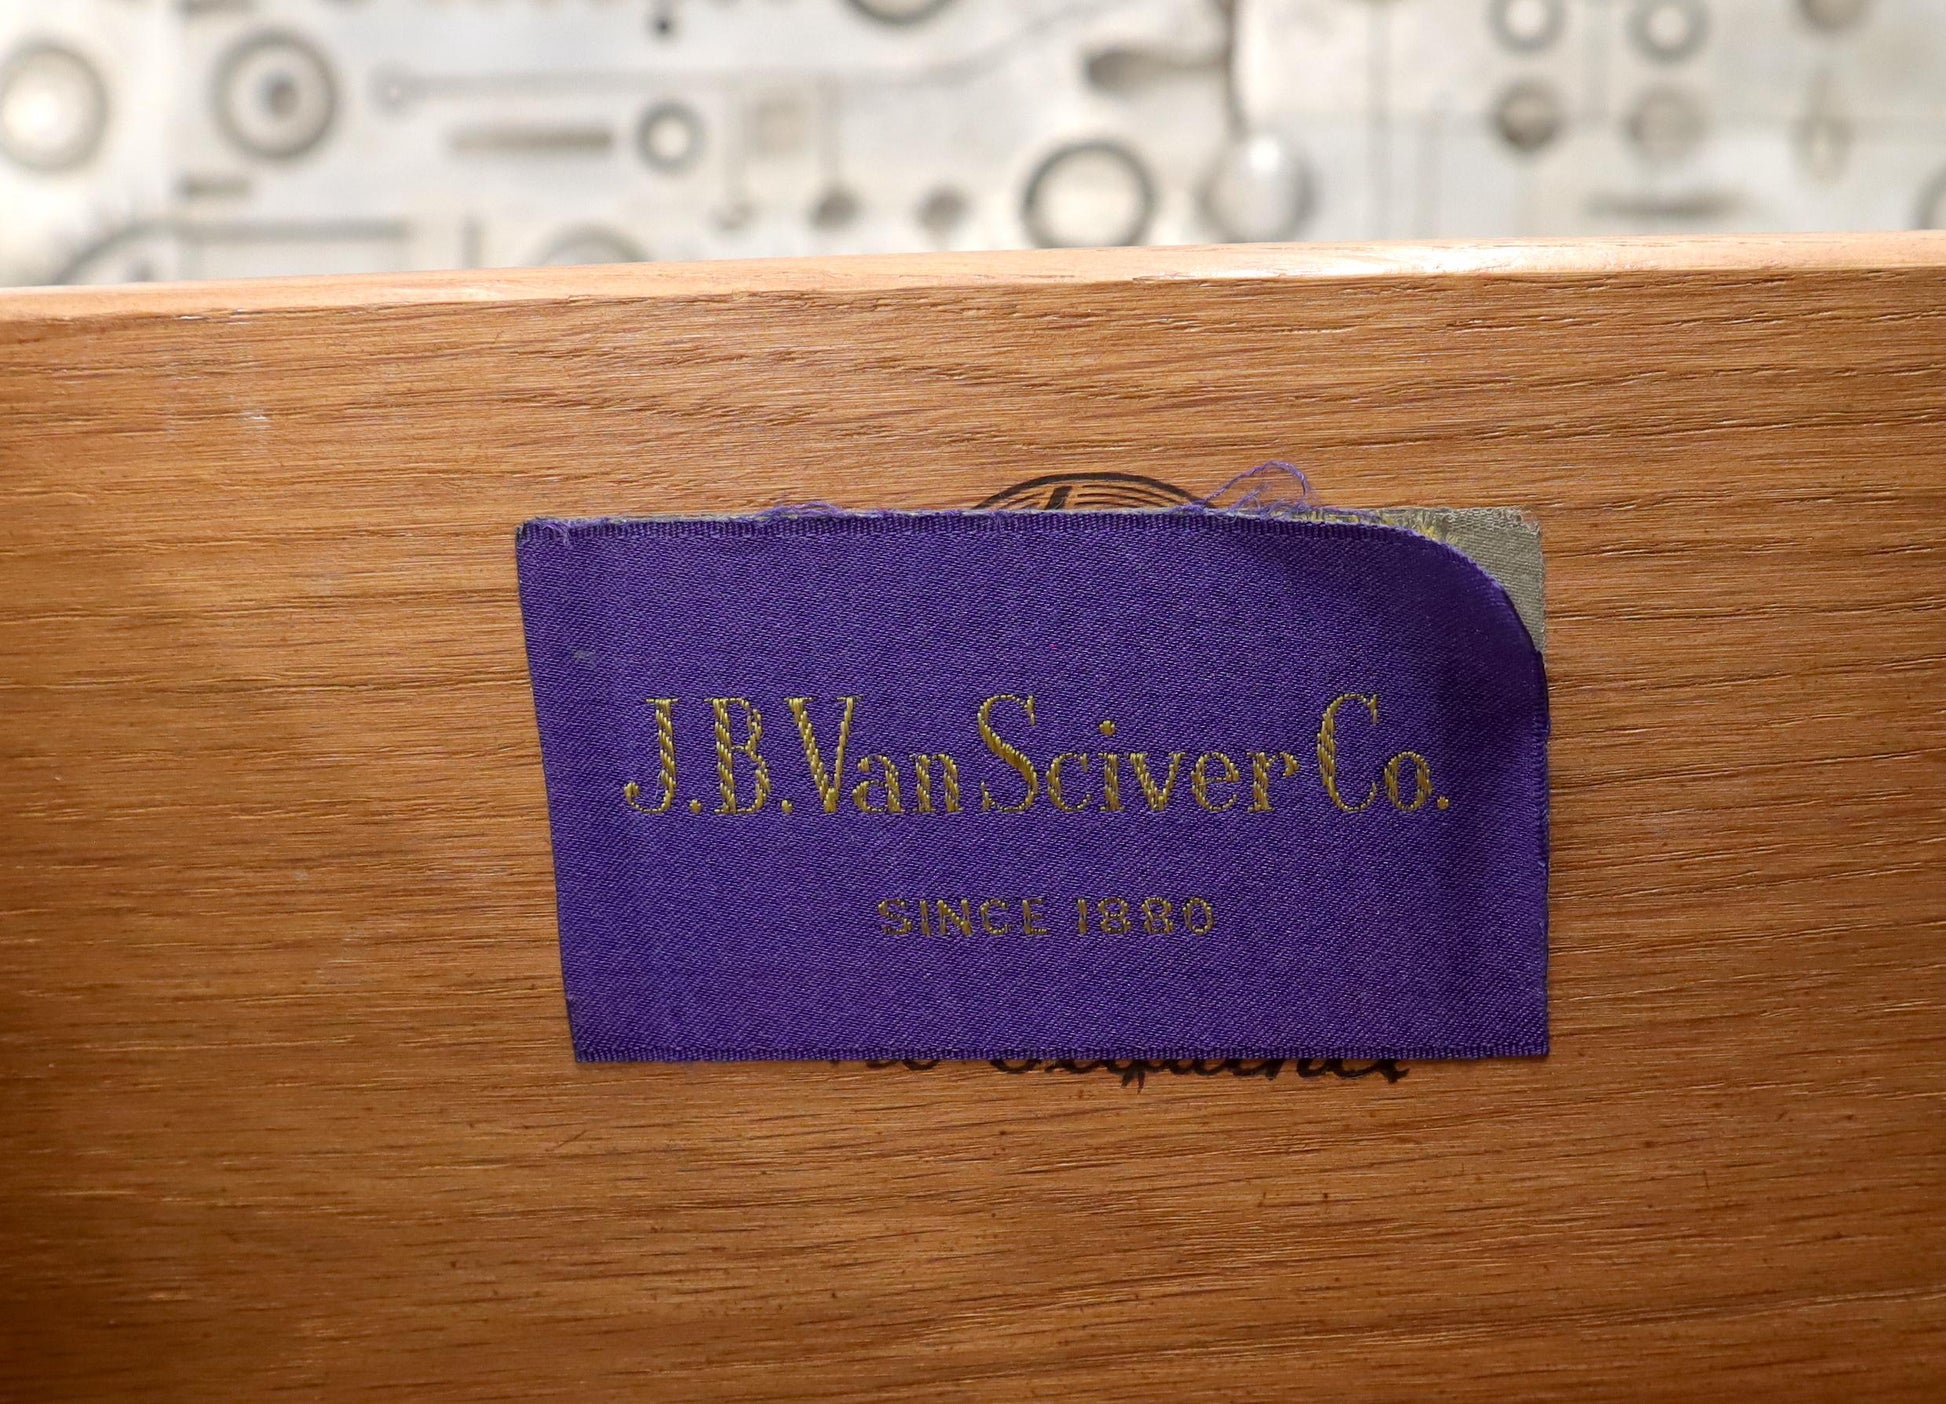 J.B. Van Sciver Co.
SINCE 1880